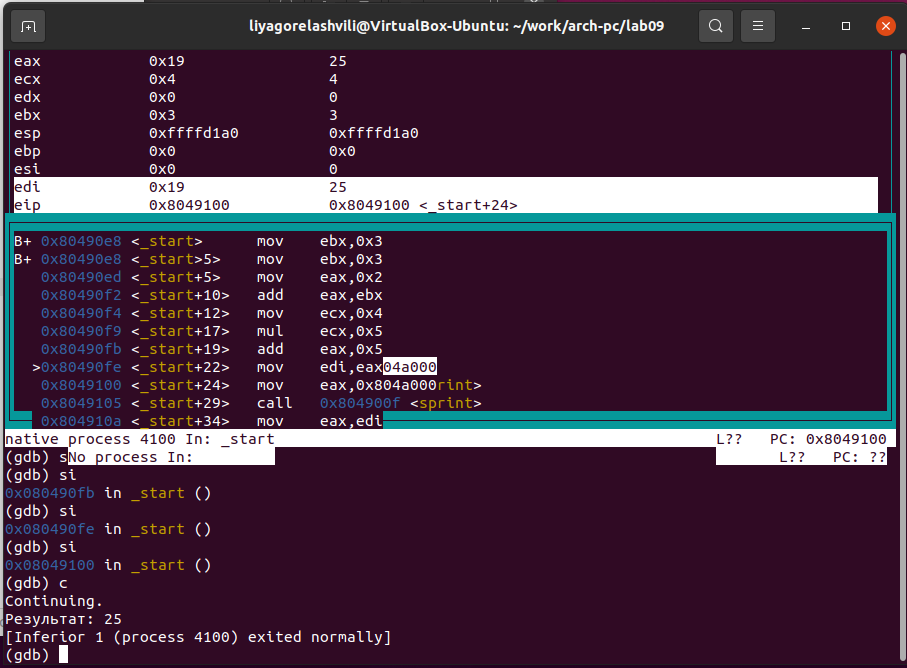 liyagorelashvili@VirtualBox-Ubuntu: ~/work/arch-pc/lab09
eax 0x19 25
ecx 0x4 4
edx 0x0 0
ebx 0x3 3
esp 0xffffd1a0 0xffffd1a0
ebp 0x0 0x0
esi 0x0 0
edi 0x19 25
eip 0x8049100 0x8049100 <_start+24>
B+ 0x80490e8 <_start> mov ebx,0x3
B+ 0x80490e8 <_start>5> mov ebx,0x3
0x80490ed <_start+5> mov eax,0x2
0x80490f2 <_start+10> add eax,ebx
0x80490f4 <_start+12> mov ecx,0x4
0x80490f9 <_start+17> mul ecx,0x5
0x80490fb <_start+19> add eax,0x5
>0x80490fe <_start+22> mov edi,eax04a000
0x8049100 <_start+24> mov eax,0x804a000rint>
0x8049105 <_start+29> call 0x804900f <sprint>
0x804910a <_start+34> mov eax,edi
native process 4100 In: _start L?? PC: 0x8049100
(gdb) sNo process In: L?? PC: ??
(gdb) si
0x080490fb in _start ()
(gdb) si
0x080490fe in _start ()
(gdb) si
0x08049100 in _start ()
(gdb) c
Continuing.
Результат: 25
[Inferior 1 (process 4100) exited normally]
(gdb)